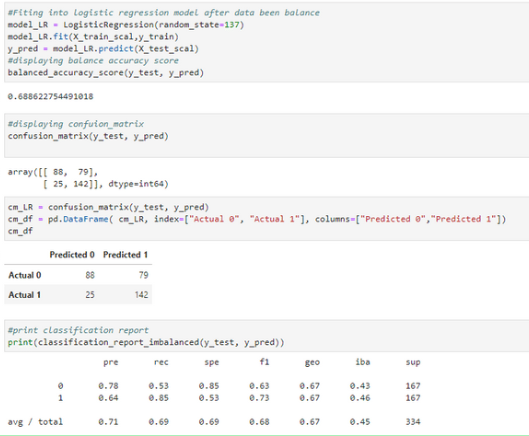 #Fiting into logistic regression model after data been balance
model_LR = LogisticRegression(random_state=137)
model_LR.fit(X_train_scal,y_train)
y_pred = model_LR.predict(X_test_scal)
#displaying balance accuracy score
balanced_accuracy_score(y_test, y_pred)
0.688622754491018
#displaying confuion_matrix
confusion_matrix(y_test, y_pred)
array([[ 88, 79],
[ 25, 142]], dtype=int64)
cm_LR = confusion_matrix(y_test, y_pred)
cm_df = pd.DataFrame( cm_LR, index=["Actual 0", "Actual 1"], columns=["Predicted 0","Predicted 1"])
cm_df
Predicted 0 Predicted 1
Actual 0 88 79
Actual 1 25 142
#print classification report
print(classification_report_imbalanced(y_test, y_pred))
pre rec spe f1 geo iba sup
0 0.78 0.53 0.85 0.63 0.67 0.43 167
1 0.64 0.85 0.53 0.73 0.67 0.46 167
avg / total 0.71 0.69 0.69 0.68 0.67 0.45 334